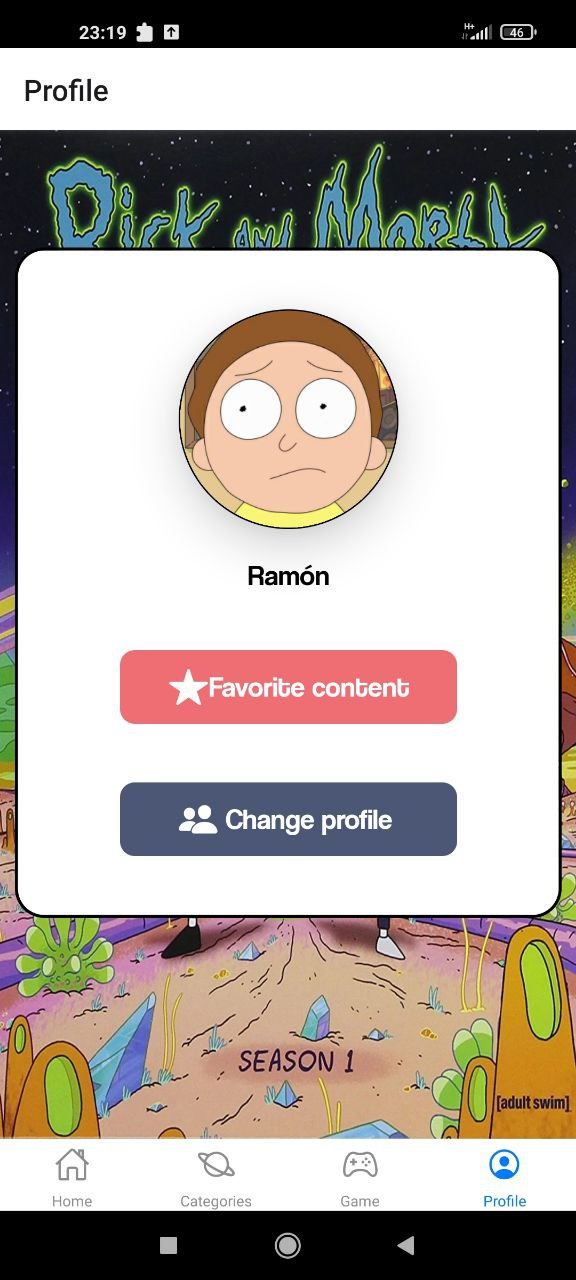 23:19
H+
46
Profile
Rick and Morty
Ramón
Favorite content
Change profile
SEASON 1
[adult swim]
Home
Categories
Game
Profile